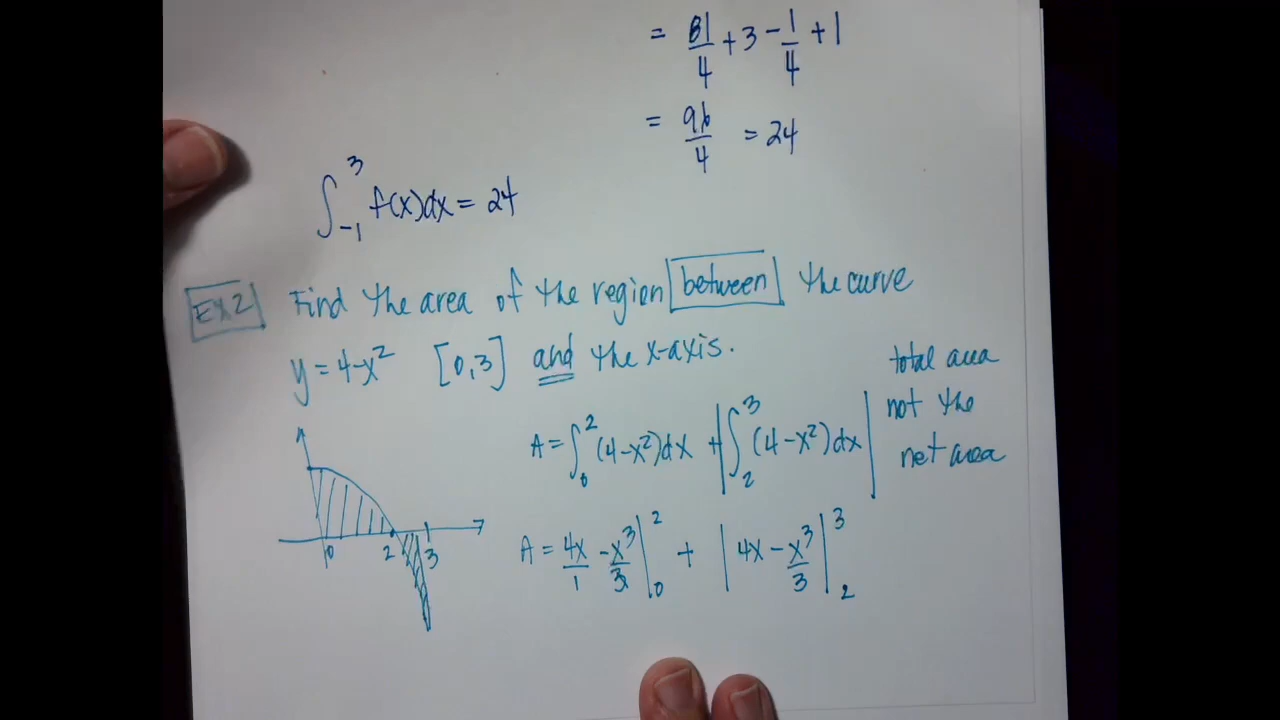 = 81/4 + 3 - 1/4 + 1
= 96/4 = 24
∫_{-1}^{3} f(x)dx = 24
EX2 Find the area of the region between the curve
y = 4-x² [0,3] and the x-axis.
total area
not the
net area
A = ∫_0^2 (4-x²)dx + |∫_2^3 (4-x²)dx|
A = 4x/1 - x³/3 |_0^2 + |4x - x³/3|_2^3
0 2 3